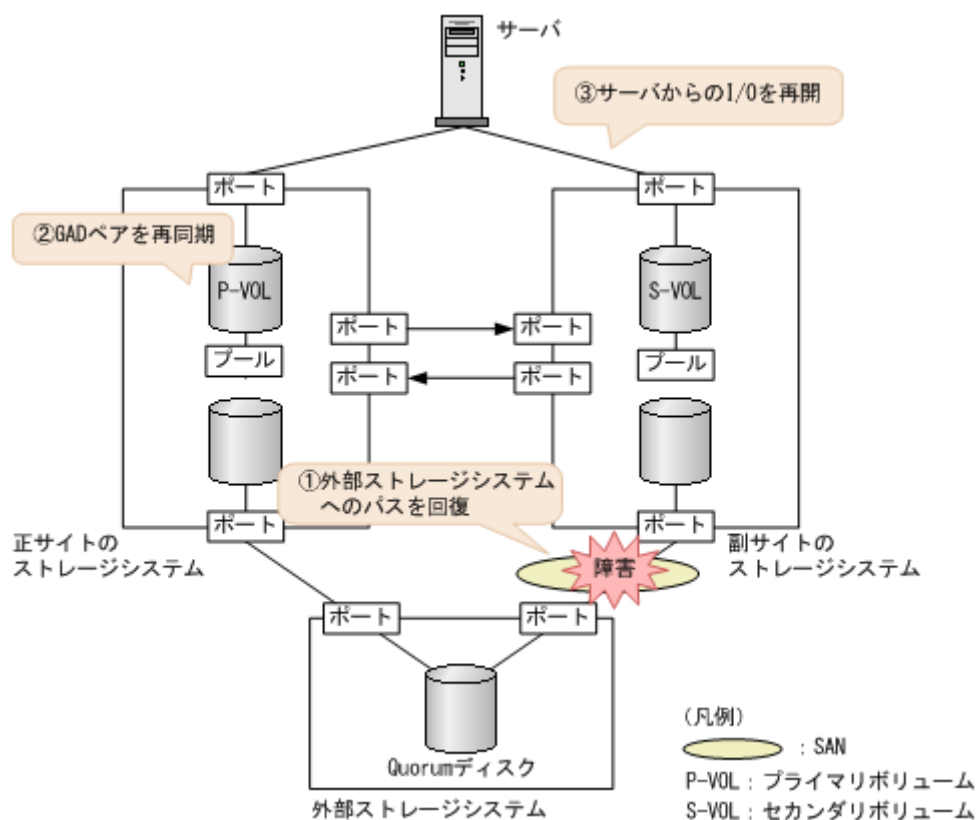 サーバ
③サーバからのI/Oを再開
ポート
ポート
②GADペアを再同期
P-VOL
S-VOL
ポート
ポート
プール
プール
ポート
ポート
①外部ストレージシステム
へのパスを回復
ポート
ポート
正サイトの
ストレージシステム
障害
副サイトの
ストレージシステム
ポート
ポート
Quorumディスク
外部ストレージシステム
(凡例)
：SAN
P-VOL：プライマリボリューム
S-VOL：セカンダリボリューム